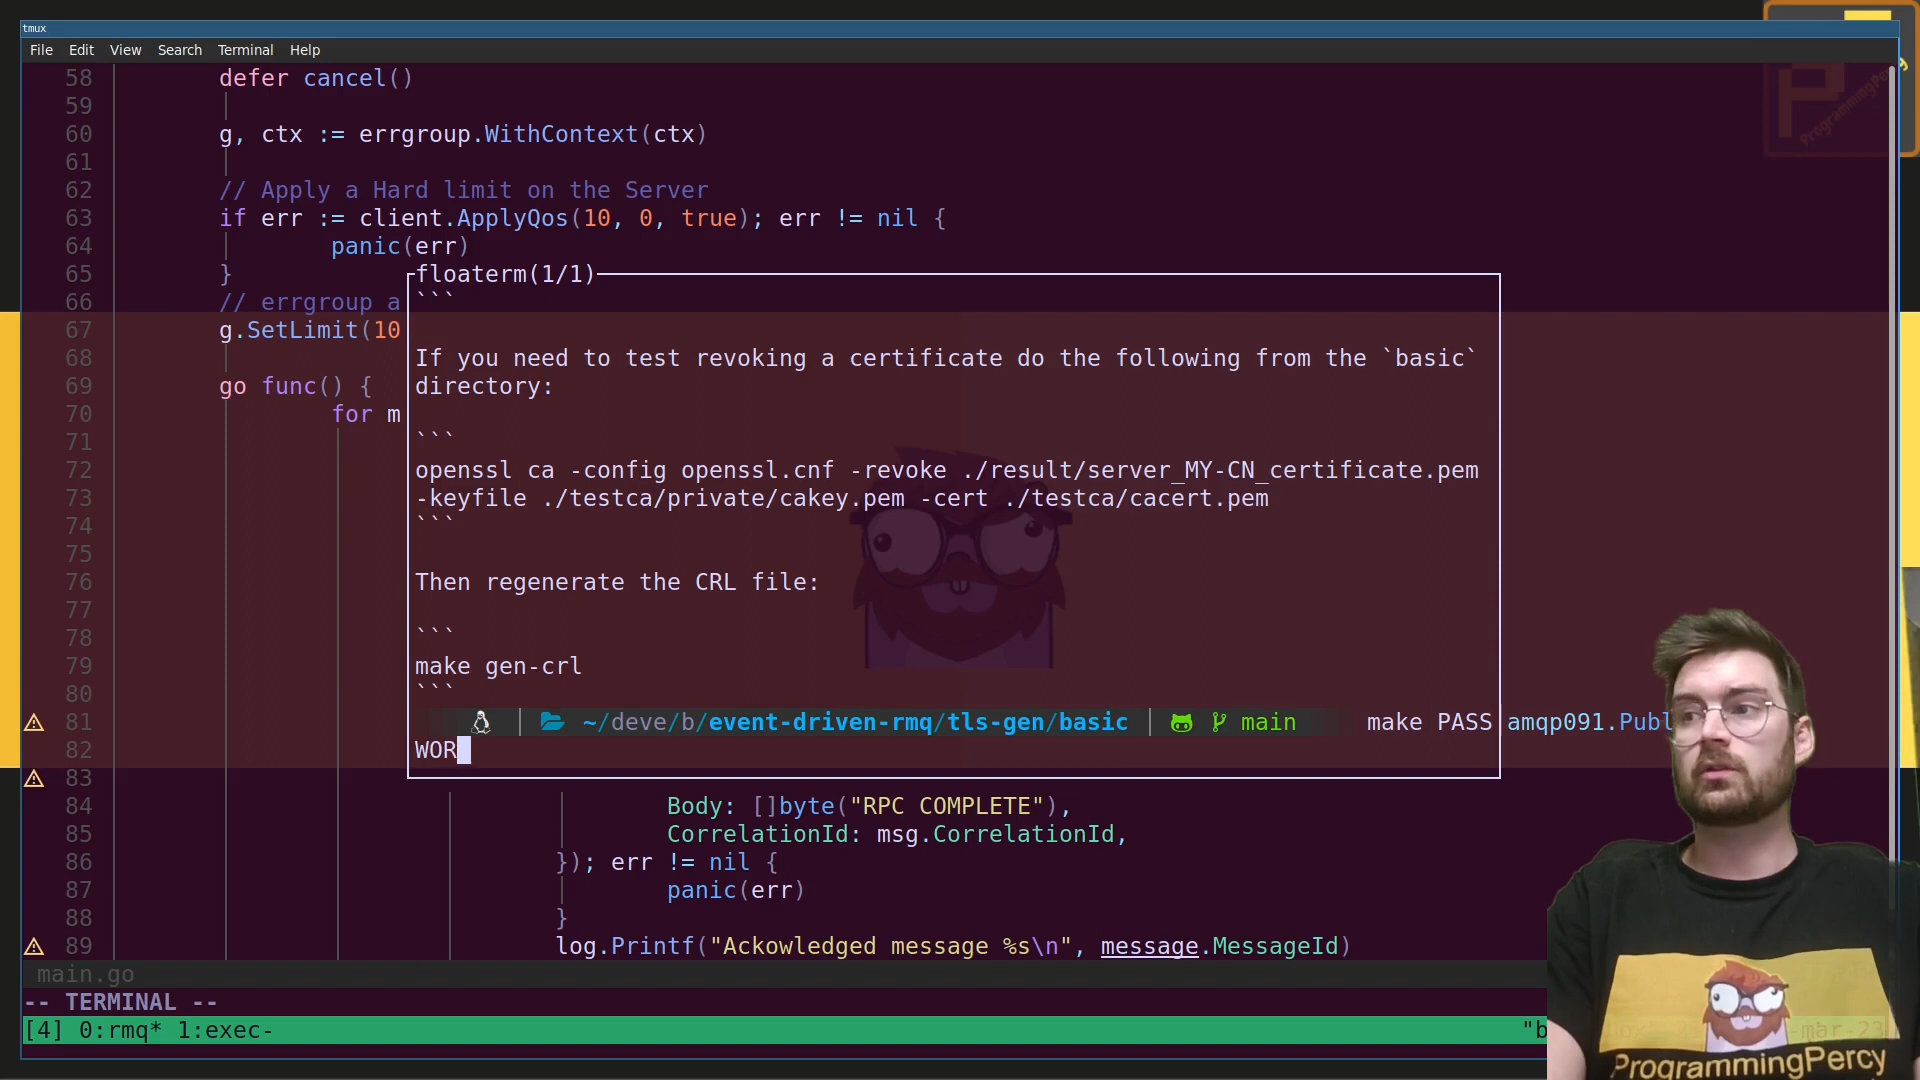 tmux
File Edit View Search Terminal Help
58 defer cancel()
59
60 g, ctx := errgroup.WithContext(ctx)
61
62 // Apply a Hard limit on the Server
63 if err := client.ApplyQos(10, 0, true); err != nil {
64 panic(err)
65 }
66 // errgroup a
67 g.SetLimit(10
68
69 go func() {
70 for m
71
72
73
74
75
76
77
78
79
80
81
82
83
floaterm(1/1)
```
If you need to test revoking a certificate do the following from the `basic`
directory:
```
openssl ca -config openssl.cnf -revoke ./result/server_MY-CN_certificate.pem
-keyfile ./testca/private/cakey.pem -cert ./testca/cacert.pem
```
Then regenerate the CRL file:
```
make gen-crl
```
~/deve/b/event-driven-rmq/tls-gen/basic main make PASS
WOR
amqp091.Publ
84 Body: []byte("RPC COMPLETE"),
85 CorrelationId: msg.CorrelationId,
86 }); err != nil {
87 panic(err)
88 }
89 log.Printf("Ackowledged message %s\n", message.MessageId)
main.go
-- TERMINAL --
[4] 0:rmq* 1:exec- "b -mar-23
ProgrammingPercy
ProgrammingPercy